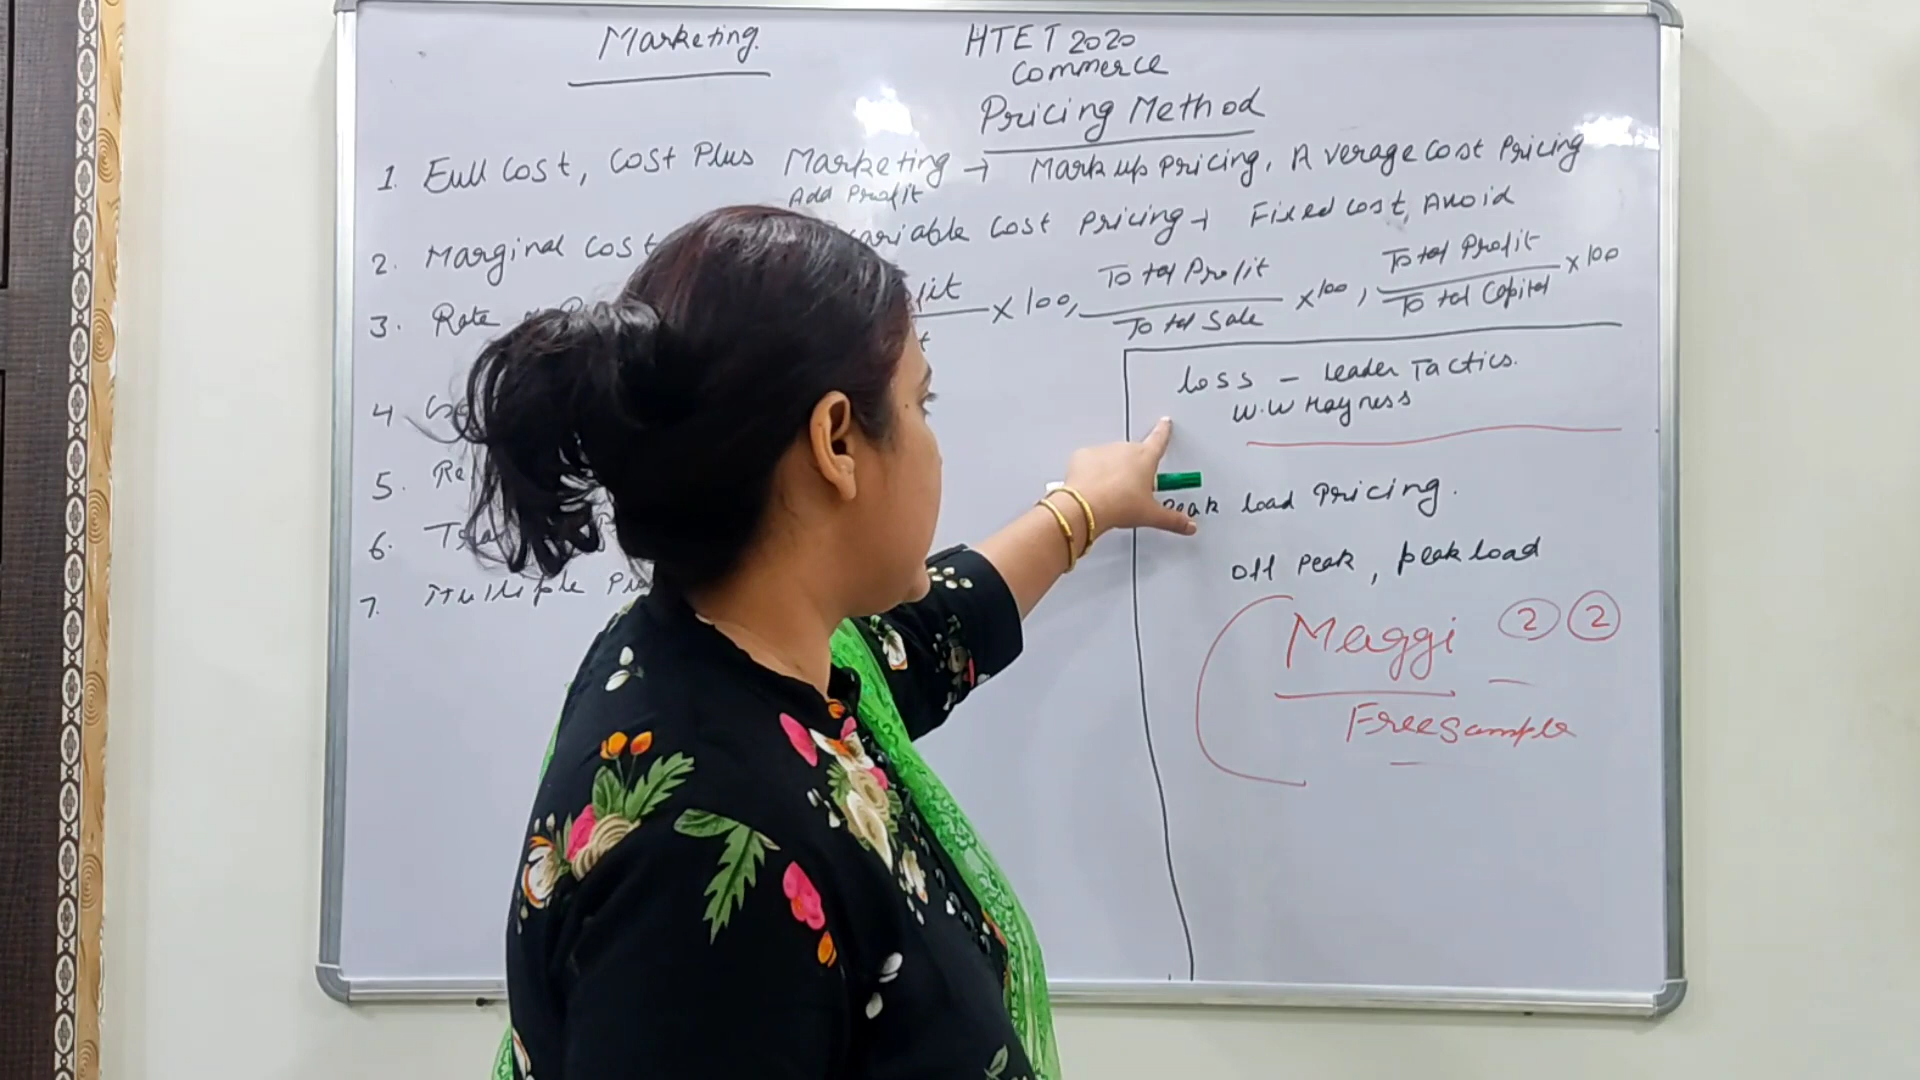 Marketing.
HTET 2020
Commerce
Pricing Method
1. Full Cost, Cost Plus Marketing → Mark up Pricing, Average Cost Pricing
Add Profit
2. Marginal Cost Variable Cost Pricing → Fixed Cost, Avoid
3. Rate × 100, Total Profit / Total Sale × 100, Total Profit / Total Capital × 100
4
5.
6.
7. Multiple
Loss – Leader Tactics.
W.W Hayness
Peak Load Pricing.
Off Peak, Peak load
Maggi 2 2
Free Sample